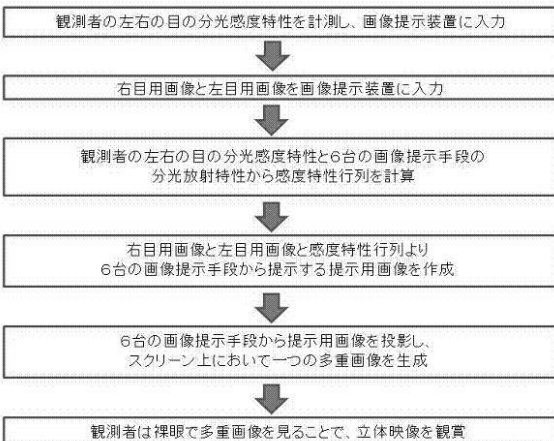 観測者の左右の目の分光感度特性を計測し、画像提示装置に入力
右目用画像と左目用画像を画像提示装置に入力
観測者の左右の目の分光感度特性と6台の画像提示手段の
分光放射特性から感度特性行列を計算
右目用画像と左目用画像と感度特性行列より
6台の画像提示手段から提示する提示用画像を作成
6台の画像提示手段から提示用画像を投影し、
スクリーン上において一つの多重画像を生成
観測者は裸眼で多重画像を見ることで、立体映像を観賞